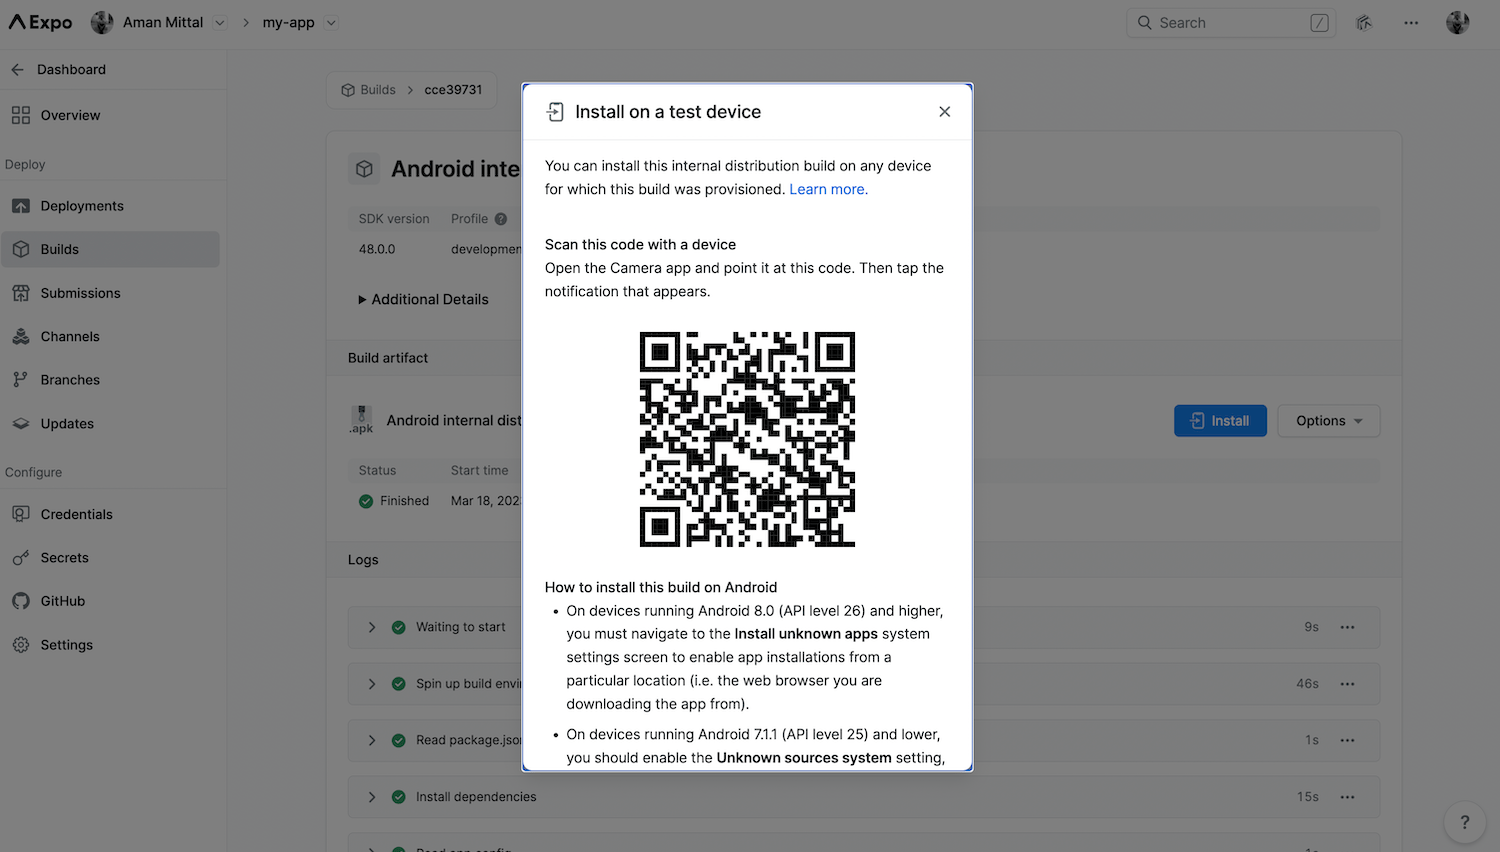 Expo
Aman Mittal
my-app
Search
/
Dashboard
Overview
Deploy
Deployments
Builds
Submissions
Channels
Branches
Updates
Configure
Credentials
Secrets
GitHub
Settings
Builds > cce39731
Android inte
SDK version
Profile ?
48.0.0
developmen
Additional Details
Build artifact
.apk
Android internal dist
Install
Options
Status
Start time
Finished
Mar 18, 202
Logs
Waiting to start
9s
Spin up build envi
46s
Read package.jso
1s
Install dependencies
15s
Install on a test device
You can install this internal distribution build on any device
for which this build was provisioned. Learn more.
Scan this code with a device
Open the Camera app and point it at this code. Then tap the
notification that appears.
How to install this build on Android
• On devices running Android 8.0 (API level 26) and higher,
you must navigate to the Install unknown apps system
settings screen to enable app installations from a
particular location (i.e. the web browser you are
downloading the app from).
• On devices running Android 7.1.1 (API level 25) and lower,
you should enable the Unknown sources system setting,
?